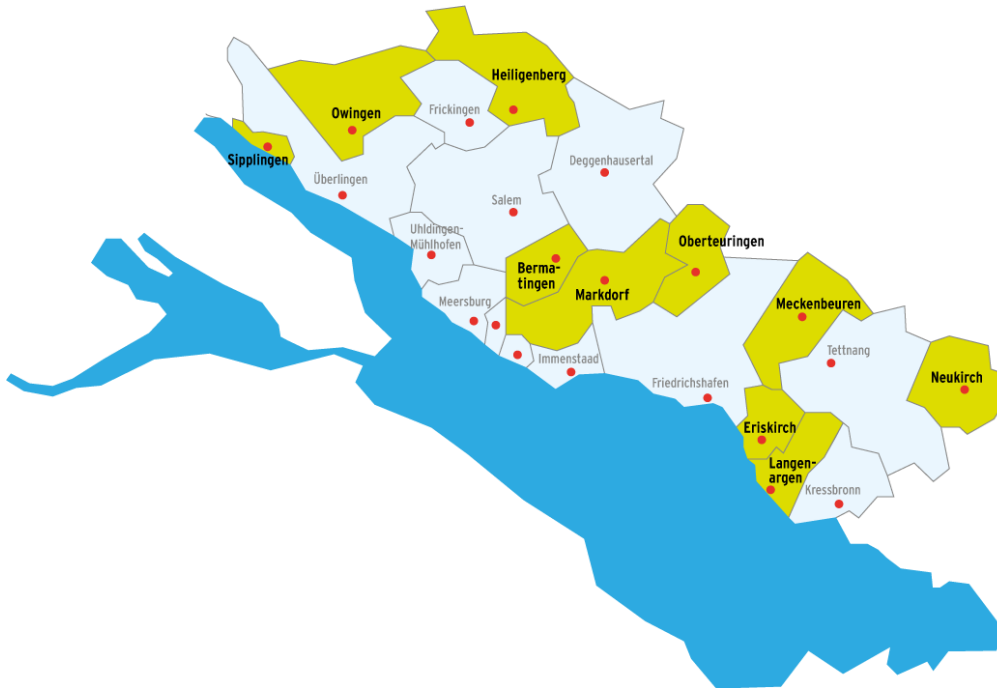 Heiligenberg
Owingen
Frickingen
Sipplingen
Deggenhausertal
Überlingen
Salem
Uhldingen-
Mühlhofen
Oberteuringen
Berma-
tingen
Markdorf
Meersburg
Meckenbeuren
Immenstaad
Tettnang
Friedrichshafen
Neukirch
Eriskirch
Langen-
argen
Kressbronn